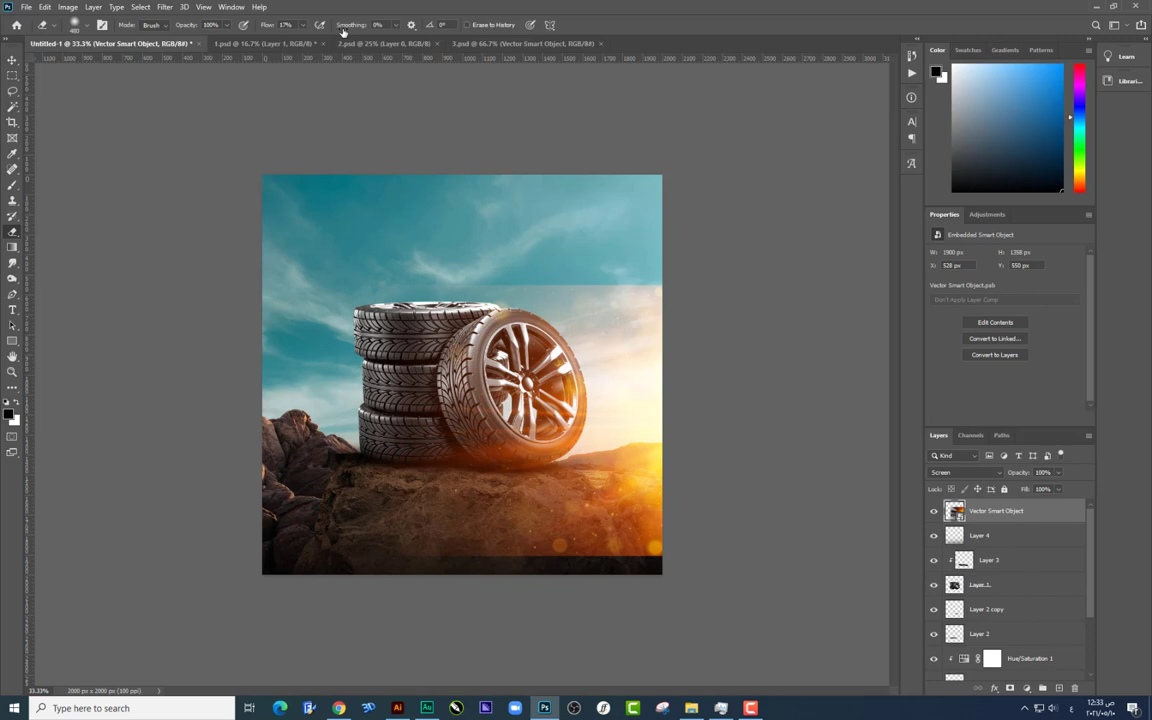 File Edit Image Layer Type Select Filter 3D View Window Help
480 Mode: Brush Opacity: 100% Flow: 17% Smoothing: 0% 0° Erase to History
Untitled-1 @ 33.3% (Vector Smart Object, RGB/8#) * × 1.psd @ 16.7% (Layer 1, RGB/8) * × 2.psd @ 25% (Layer 0, RGB/8) × 3.psd @ 66.7% (Vector Smart Object, RGB/8#) ×
Color Swatches Gradients Patterns
Learn
Librari...
Properties Adjustments
Embedded Smart Object
W: 1900 px H: 1358 px
X: 528 px Y: 550 px
Vector Smart Object.psb
Don't Apply Layer Comp
Edit Contents
Convert to Linked...
Convert to Layers
Layers Channels Paths
Kind
Screen Opacity: 100%
Lock: Fill: 100%
Vector Smart Object
Layer 4
Layer 3
Layer 1
Layer 2 copy
Layer 2
Hue/Saturation 1
33.33% 2000 px x 2000 px (100 ppi)
Type here to search
12:33 ص